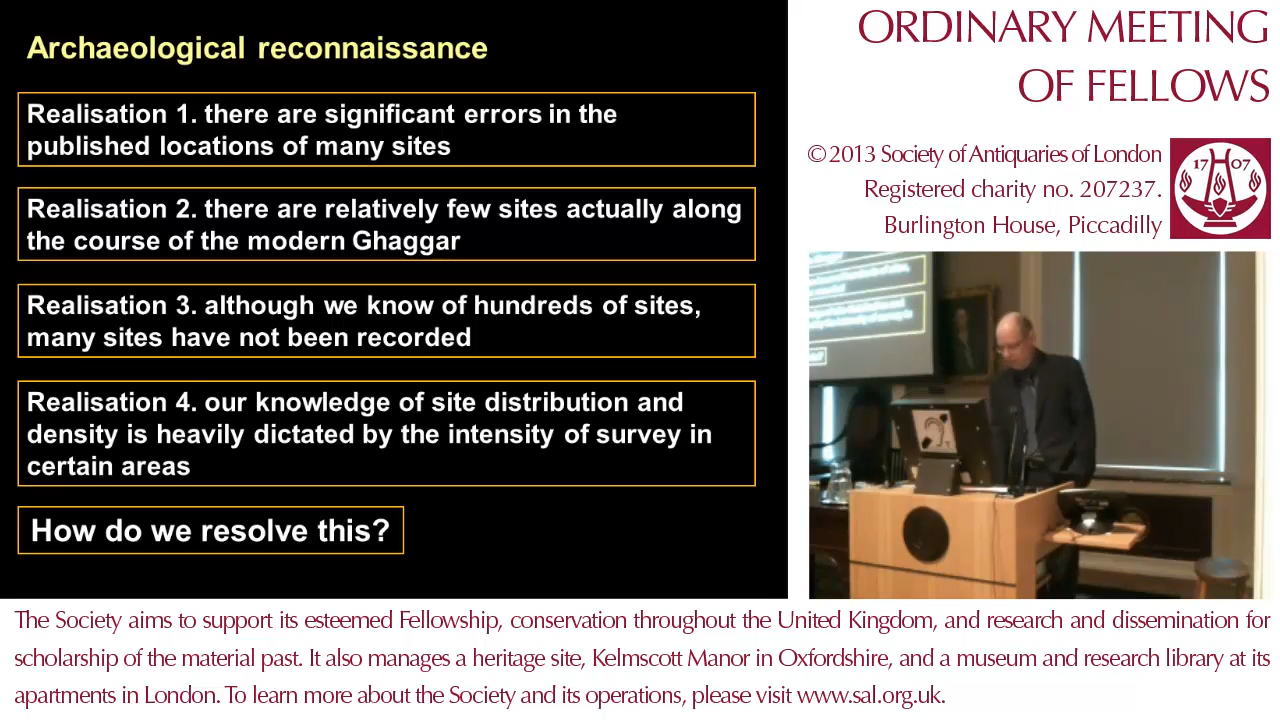 Archaeological reconnaissance
Realisation 1. there are significant errors in the
published locations of many sites
Realisation 2. there are relatively few sites actually along
the course of the modern Ghaggar
Realisation 3. although we know of hundreds of sites,
many sites have not been recorded
Realisation 4. our knowledge of site distribution and
density is heavily dictated by the intensity of survey in
certain areas
How do we resolve this?
ORDINARY MEETING
OF FELLOWS
©2013 Society of Antiquaries of London
Registered charity no. 207237.
Burlington House, Piccadilly
17 07
The Society aims to support its esteemed Fellowship, conservation throughout the United Kingdom, and research and dissemination for
scholarship of the material past. It also manages a heritage site, Kelmscott Manor in Oxfordshire, and a museum and research library at its
apartments in London. To learn more about the Society and its operations, please visit www.sal.org.uk.